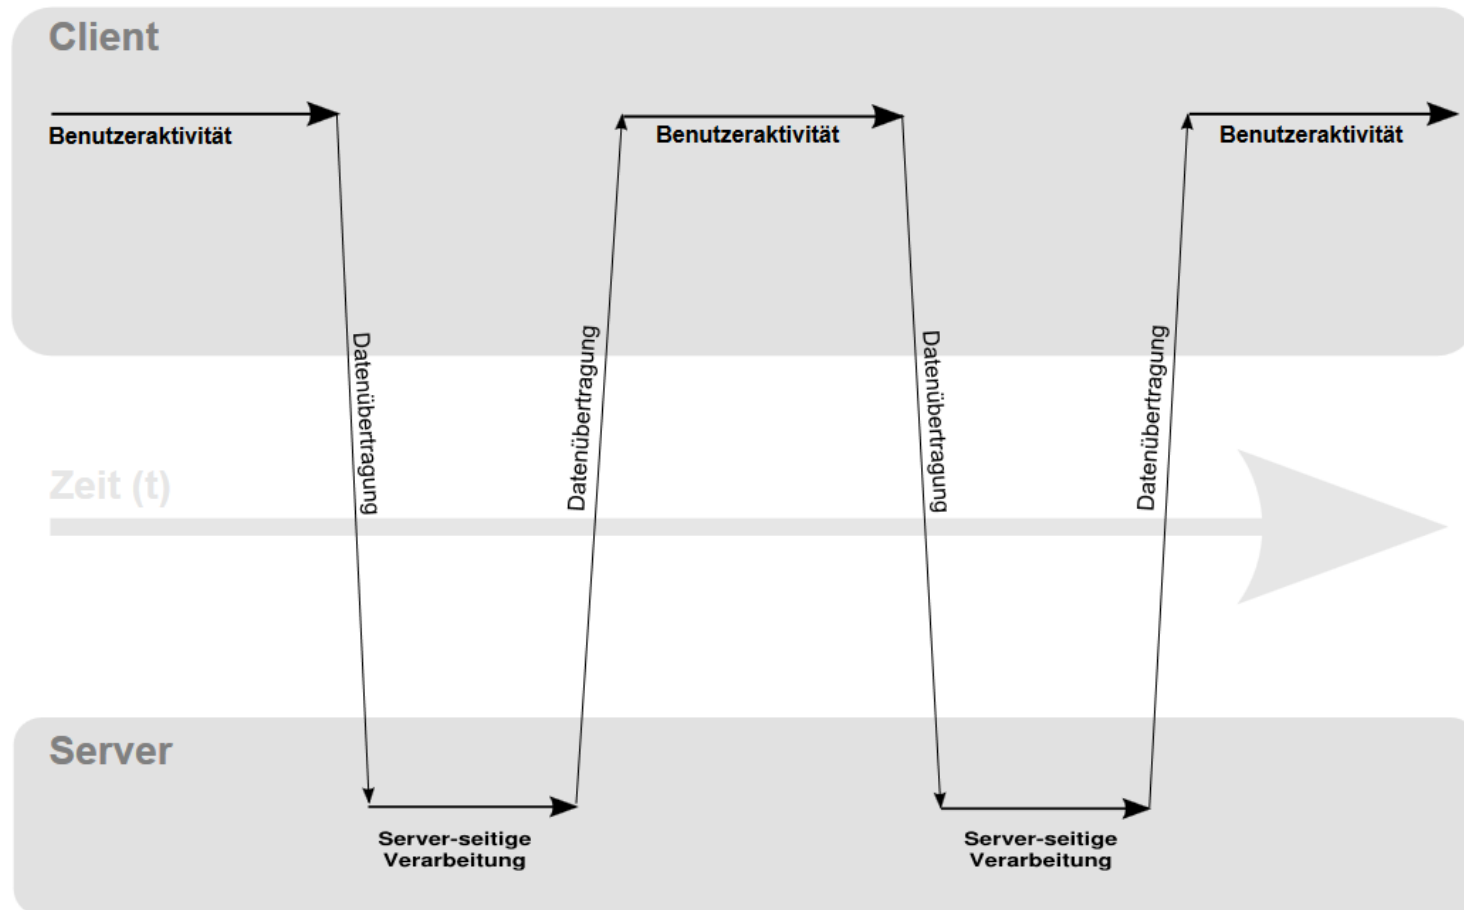 Client
Benutzeraktivität
Benutzeraktivität
Benutzeraktivität
Datenübertragung
Datenübertragung
Datenübertragung
Datenübertragung
Zeit (t)
Server
Server-seitige
Verarbeitung
Server-seitige
Verarbeitung